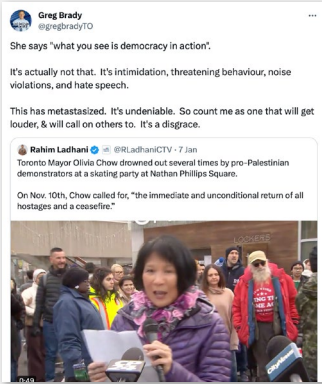 Greg Brady
@gregbradyTO
She says "what you see is democracy in action".
It's actually not that. It's intimidation, threatening behaviour, noise
violations, and hate speech.
This has metastasized. It's undeniable. So count me as one that will get
louder, & will call on others to. It's a disgrace.
Rahim Ladhani @RLadhaniCTV · 7 Jan
Toronto Mayor Olivia Chow drowned out several times by pro-Palestinian
demonstrators at a skating party at Nathan Phillips Square.
On Nov. 10th, Chow called for, "the immediate and unconditional return of all
hostages and a ceasefire."
LOCKERS
CityNews
0:49